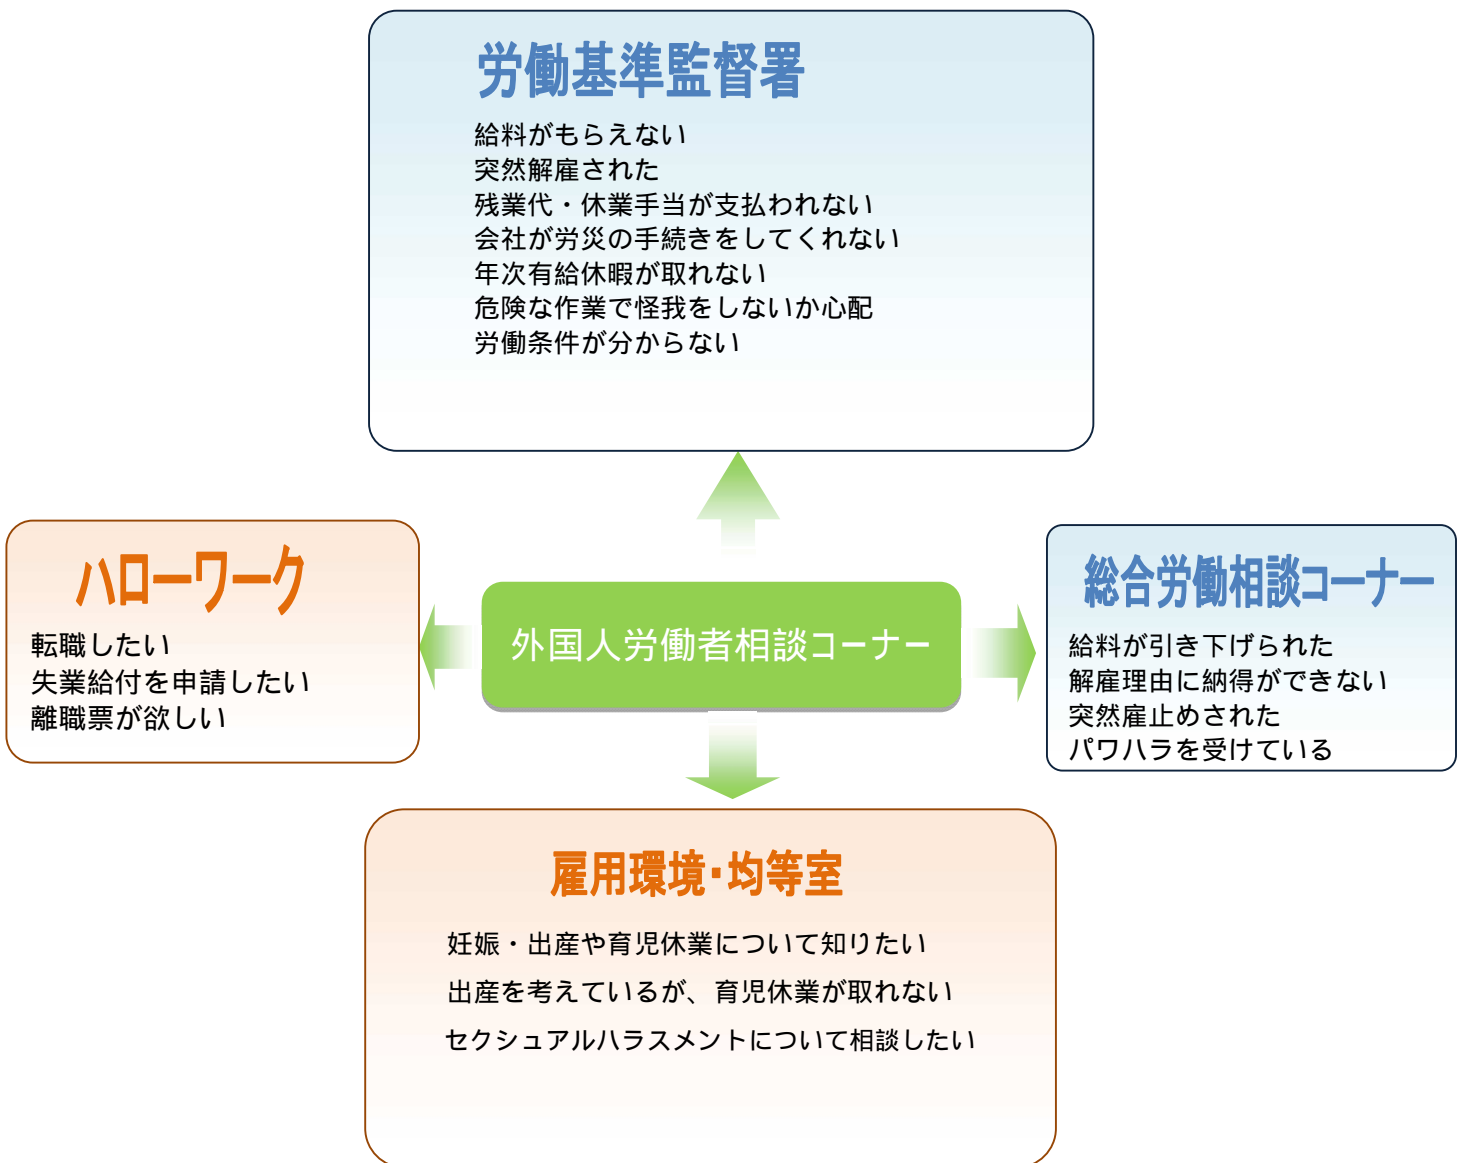 労働基準監督署
給料がもらえない
突然解雇された
残業代・休業手当が支払われない
会社が労災の手続きをしてくれない
年次有給休暇が取れない
危険な作業で怪我をしないか心配
労働条件が分からない
ハローワーク
転職したい
失業給付を申請したい
離職票が欲しい
外国人労働者相談コーナー
総合労働相談コーナー
給料が引き下げられた
解雇理由に納得ができない
突然雇止めされた
パワハラを受けている
雇用環境・均等室
妊娠・出産や育児休業について知りたい
出産を考えているが、育児休業が取れない
セクシュアルハラスメントについて相談したい